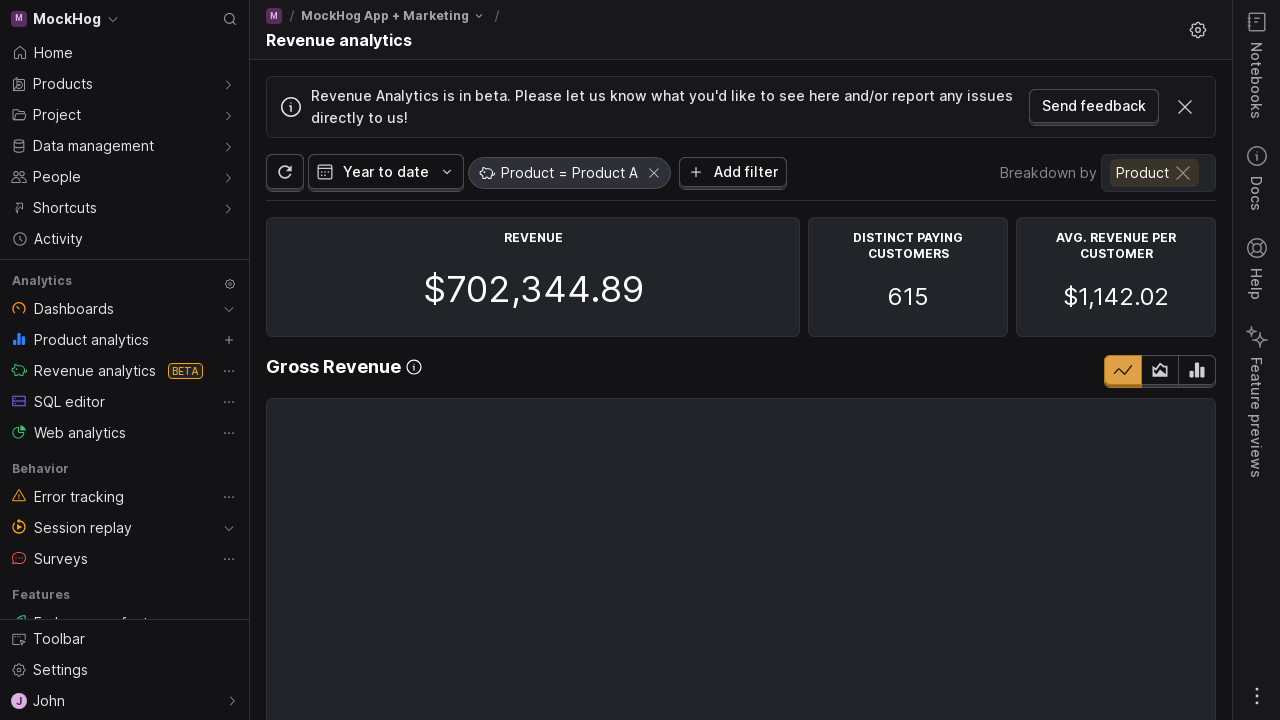 M MockHog
Home
Products
Project
Data management
People
Shortcuts
Activity
Analytics
Dashboards
Product analytics
Revenue analytics BETA
SQL editor
Web analytics
Behavior
Error tracking
Session replay
Surveys
Features
Toolbar
Settings
J John
M / MockHog App + Marketing /
Revenue analytics
Revenue Analytics is in beta. Please let us know what you'd like to see here and/or report any issues
directly to us!
Send feedback
Year to date
Product = Product A
Add filter
Breakdown by Product
REVENUE
$702,344.89
DISTINCT PAYING
CUSTOMERS
615
AVG. REVENUE PER
CUSTOMER
$1,142.02
Gross Revenue
Notebooks
Docs
Help
Feature previews